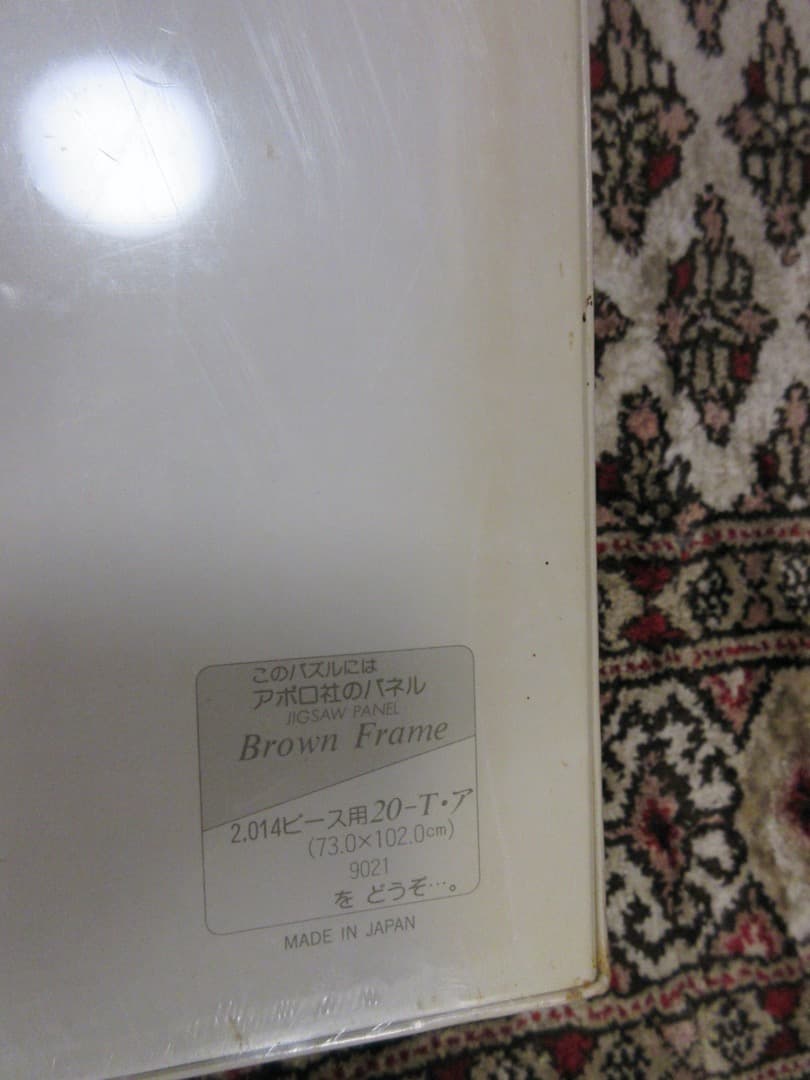 このパズルには
アポロ社のパネル
JIGSAW PANEL
Brown Frame
2,014ピース用20-T・ア
(73.0×102.0cm)
9021
を どうぞ…。
MADE IN JAPAN